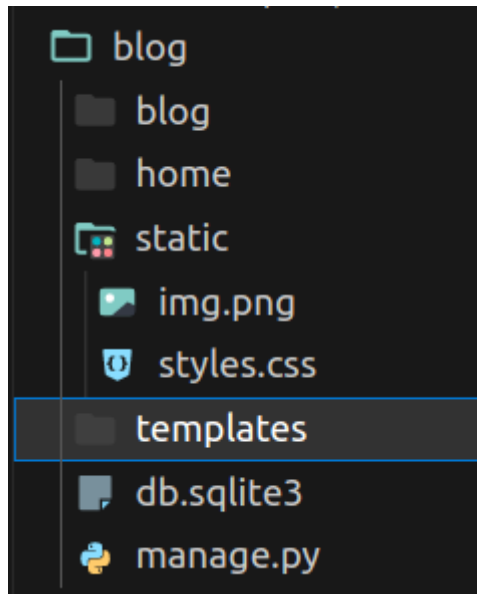 blog
blog
home
static
img.png
styles.css
templates
db.sqlite3
manage.py